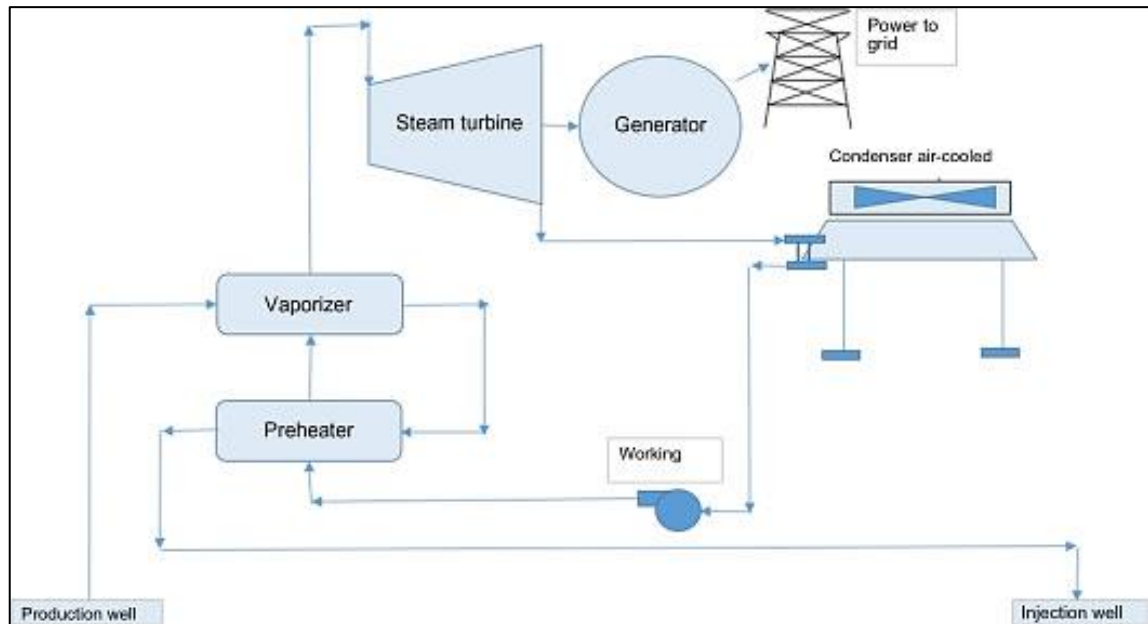 Power to
grid
Steam turbine
Generator
Condenser air-cooled
Vaporizer
Preheater
Working
Production well
Injection well